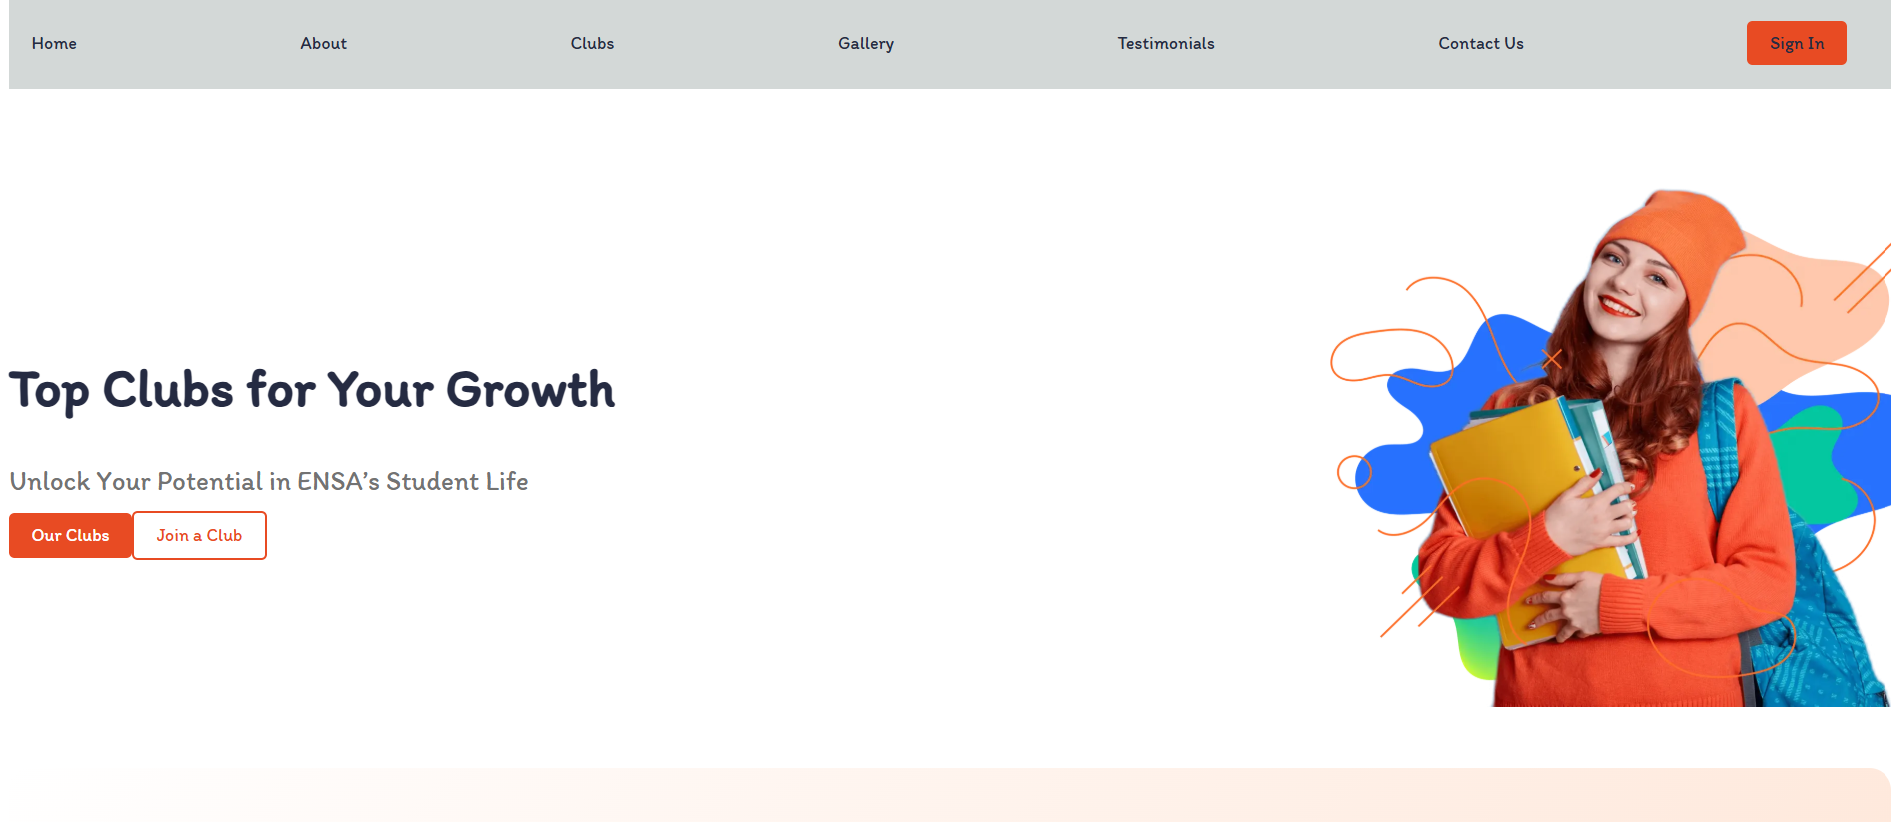 Home About Clubs Gallery Testimonials Contact Us Sign In
Top Clubs for Your Growth
Unlock Your Potential in ENSA's Student Life
Our Clubs Join a Club